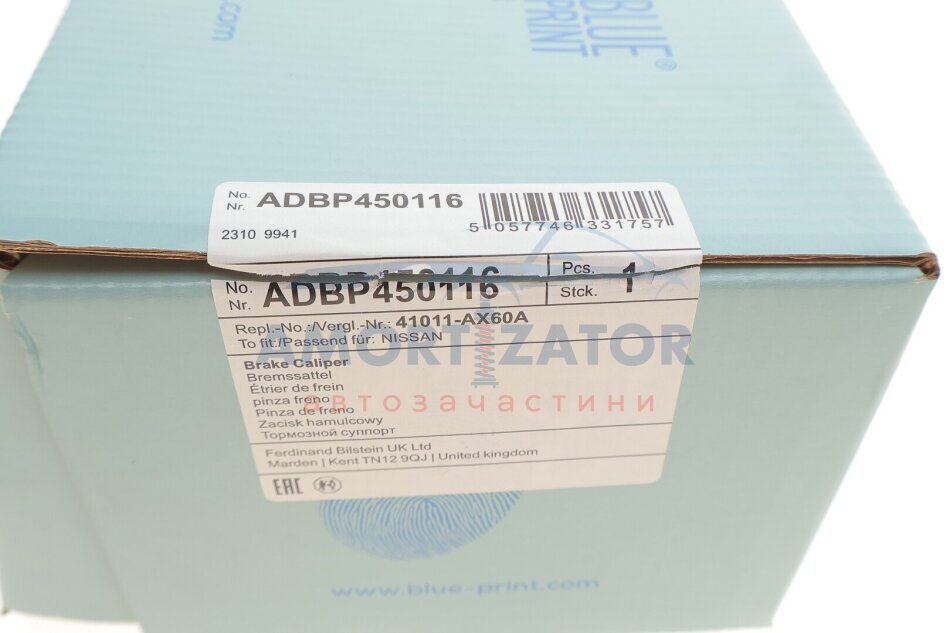 .com
BLUE
PRINT®
No.
Nr. ADBP450116
2310 9941
5 057746 331757
No.
Nr. ADBP450116
Pcs.
Stck. 1
Repl.-No.:/Vergl.-Nr.: 41011-AX60A
To fit:/Passend für: NISSAN
AMORTIZATOR
автозачастини
Brake Caliper
Bremssattel
Étrier de frein
pinza freno
Pinza de freno
Zacisk hamulcowy
Тормозной суппорт
Ferdinand Bilstein UK Ltd
Marden | Kent TN12 9QJ | United kingdom
EAC
www.blue-print.com